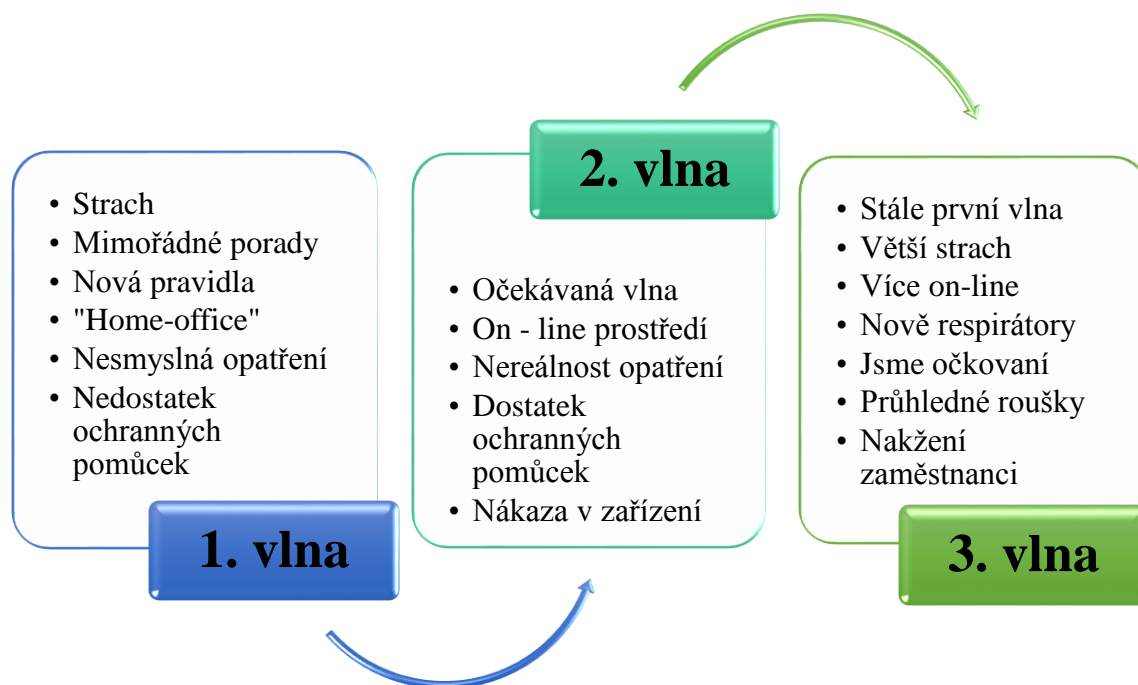 • Strach
• Mimořádné porady
• Nová pravidla
• "Home-office"
• Nesmyslná opatření
• Nedostatek
ochranných
pomůcek
1. vlna
2. vlna
• Očekávaná vlna
• On - line prostředí
• Nereálnost opatření
• Dostatek
ochranných
pomůcek
• Nákaza v zařízení
• Stále první vlna
• Větší strach
• Více on-line
• Nově respirátory
• Jsme očkovaní
• Průhledné roušky
• Nakžení
zaměstnanci
3. vlna